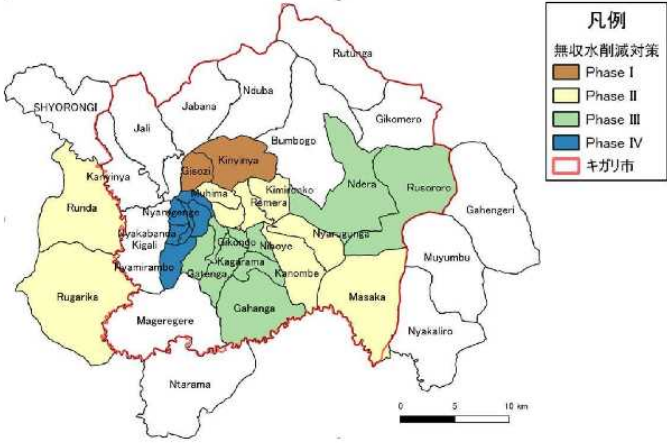 凡例
無収水削減対策
Phase I
Phase II
Phase III
Phase IV
キガリ市
Rutunga
Nduba
SHYORONGI
Jabana
Jali
Gikomero
Bumbogo
Kanyinya
Kinyinya
Gisozi
Ndera
Rusororo
Kimironko
Muhima
Remera
Runda
Nyarugenge
Gahengeri
Nyakabanda
Kigali
Gikondo
Niboye
Nyarugunga
Muyumbu
Kagarama
Nyamirambo
Gatenga
Kanombe
Rugarika
Masaka
Gahanga
Mageregere
Nyakaliro
Ntarama
0 5 10 km